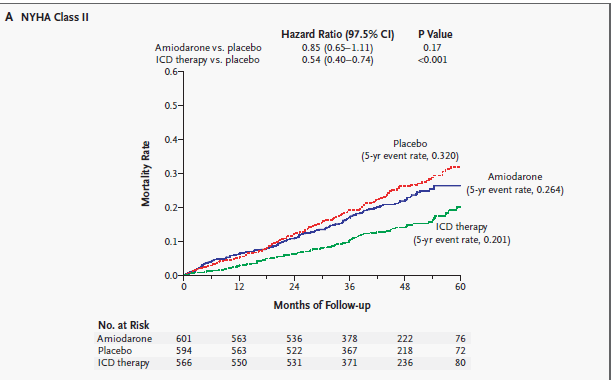 A NYHA Class II
Hazard Ratio (97.5% CI) P Value
Amiodarone vs. placebo 0.85 (0.65–1.11) 0.17
ICD therapy vs. placebo 0.54 (0.40–0.74) <0.001
0.6
0.5
0.4
0.3
0.2
0.1
0.0
Mortality Rate
Placebo
(5-yr event rate, 0.320)
Amiodarone
(5-yr event rate, 0.264)
ICD therapy
(5-yr event rate, 0.201)
0 12 24 36 48 60
Months of Follow-up
No. at Risk
Amiodarone 601 563 536 378 222 76
Placebo 594 563 522 367 218 72
ICD therapy 566 550 531 371 236 80